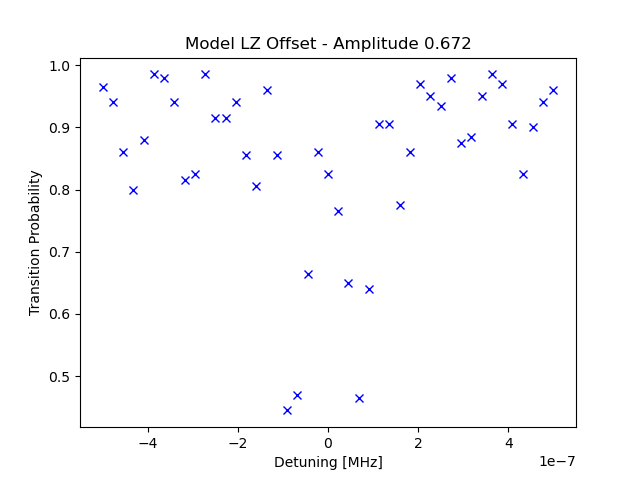 Model LZ Offset - Amplitude 0.672
Transition Probability
1.0
0.9
0.8
0.7
0.6
0.5
−4
−2
0
2
4
1e−7
Detuning [MHz]